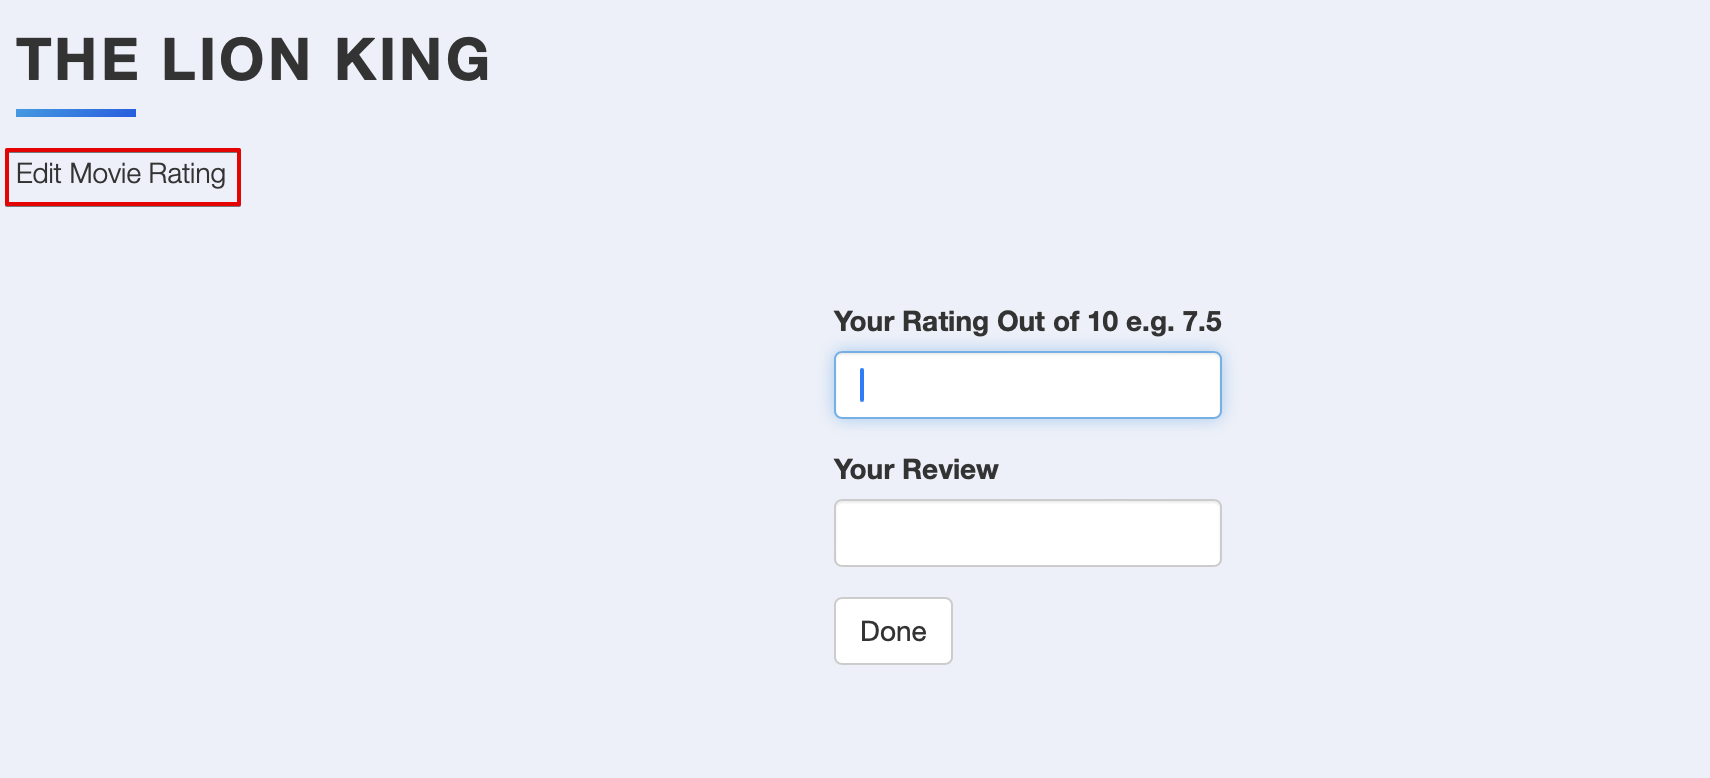 THE LION KING
Edit Movie Rating
Your Rating Out of 10 e.g. 7.5
Your Review
Done